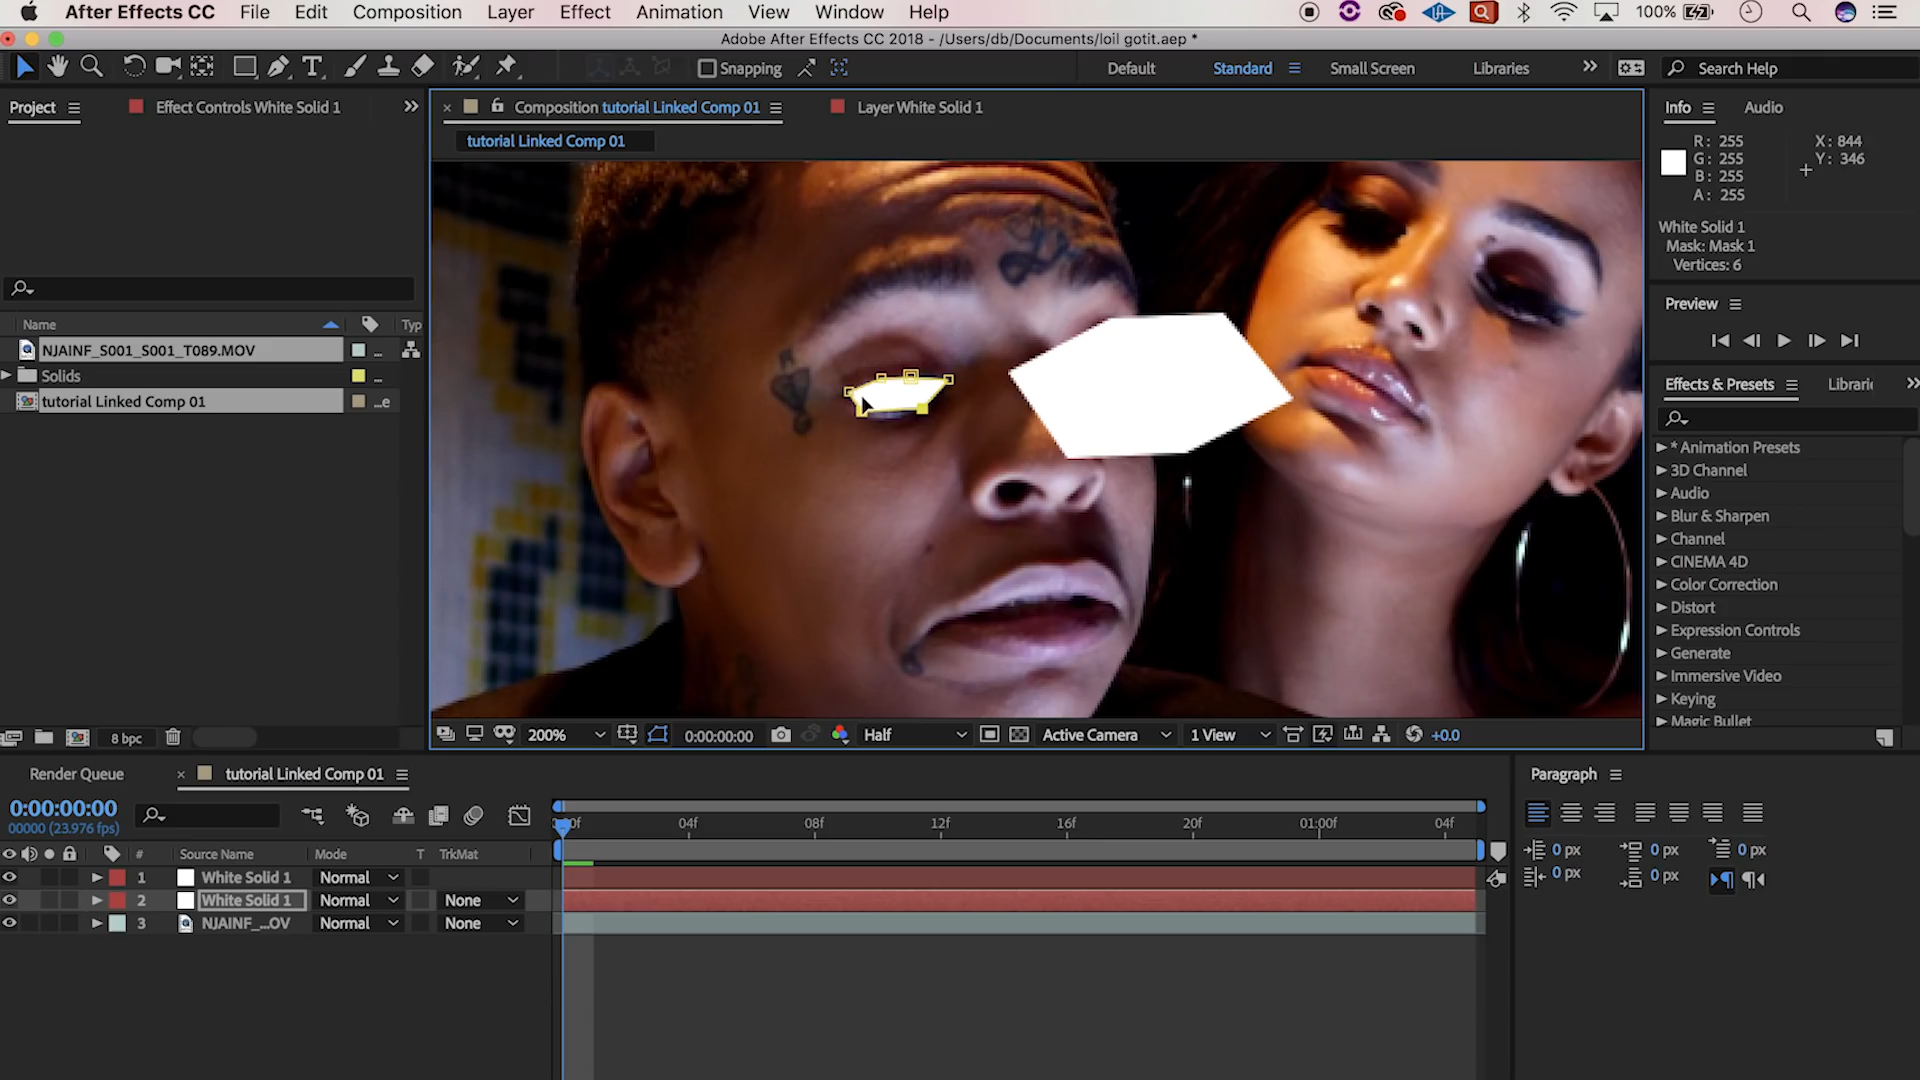 After Effects CC File Edit Composition Layer Effect Animation View Window Help 100%
Adobe After Effects CC 2018 - /Users/db/Documents/loil gotit.aep *
Snapping Default Standard Small Screen Libraries Search Help
Project Effect Controls White Solid 1
Composition tutorial Linked Comp 01 Layer White Solid 1
tutorial Linked Comp 01
Info Audio
R: 255 X: 844
G: 255 Y: 346
B: 255
A: 255
White Solid 1
Mask: Mask 1
Vertices: 6
Preview
Effects & Presets Librari
* Animation Presets
3D Channel
Audio
Blur & Sharpen
Channel
CINEMA 4D
Color Correction
Distort
Expression Controls
Generate
Immersive Video
Keying
Magic Bullet
Name Typ
NJAINF_S001_S001_T089.MOV ...
Solids ...
tutorial Linked Comp 01 ...e
8 bpc
200% 0:00:00:00 Half Active Camera 1 View +0.0
Render Queue tutorial Linked Comp 01
0:00:00:00
00000 (23.976 fps)
04f 08f 12f 16f 20f 01:00f 04f
# Source Name Mode T TrkMat
1 White Solid 1 Normal
2 White Solid 1 Normal None
3 NJAINF_...OV Normal None
Paragraph
0 px 0 px 0 px
0 px 0 px